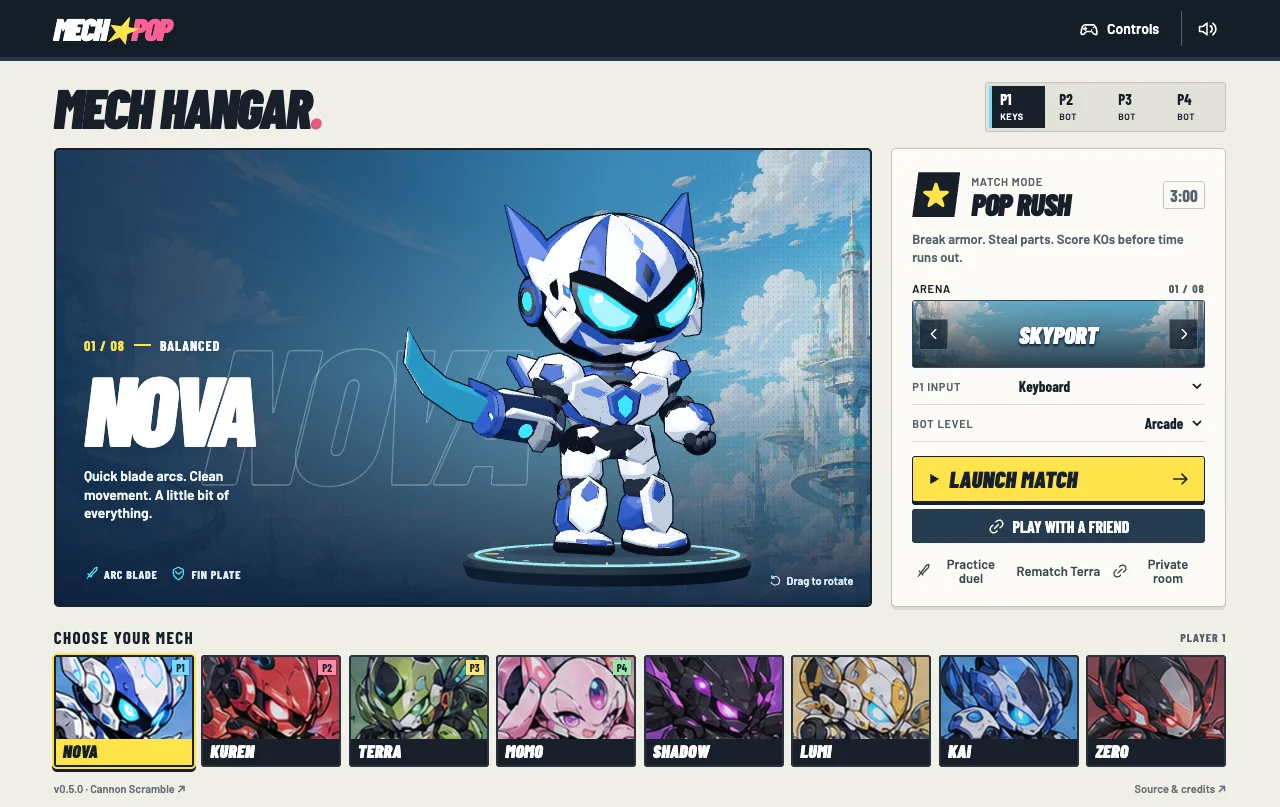 MECH POP
Controls
MECH HANGAR.
P1 P2 P3 P4
KEYS BOT BOT BOT
01 / 08 — BALANCED
NOVA
NOVA
Quick blade arcs. Clean
movement. A little bit of
everything.
ARC BLADE FIN PLATE
Drag to rotate
MATCH MODE
POP RUSH
3:00
Break armor. Steal parts. Score KOs before time
runs out.
ARENA 01 / 08
SKYPORT
P1 INPUT Keyboard
BOT LEVEL Arcade
LAUNCH MATCH
PLAY WITH A FRIEND
Practice
duel
Rematch Terra
Private
room
CHOOSE YOUR MECH
PLAYER 1
P1 P2 P3 P4
NOVA KUREN TERRA MOMO SHADOW LUMI KAI ZERO
v0.5.0 · Cannon Scramble ↗
Source & credits ↗